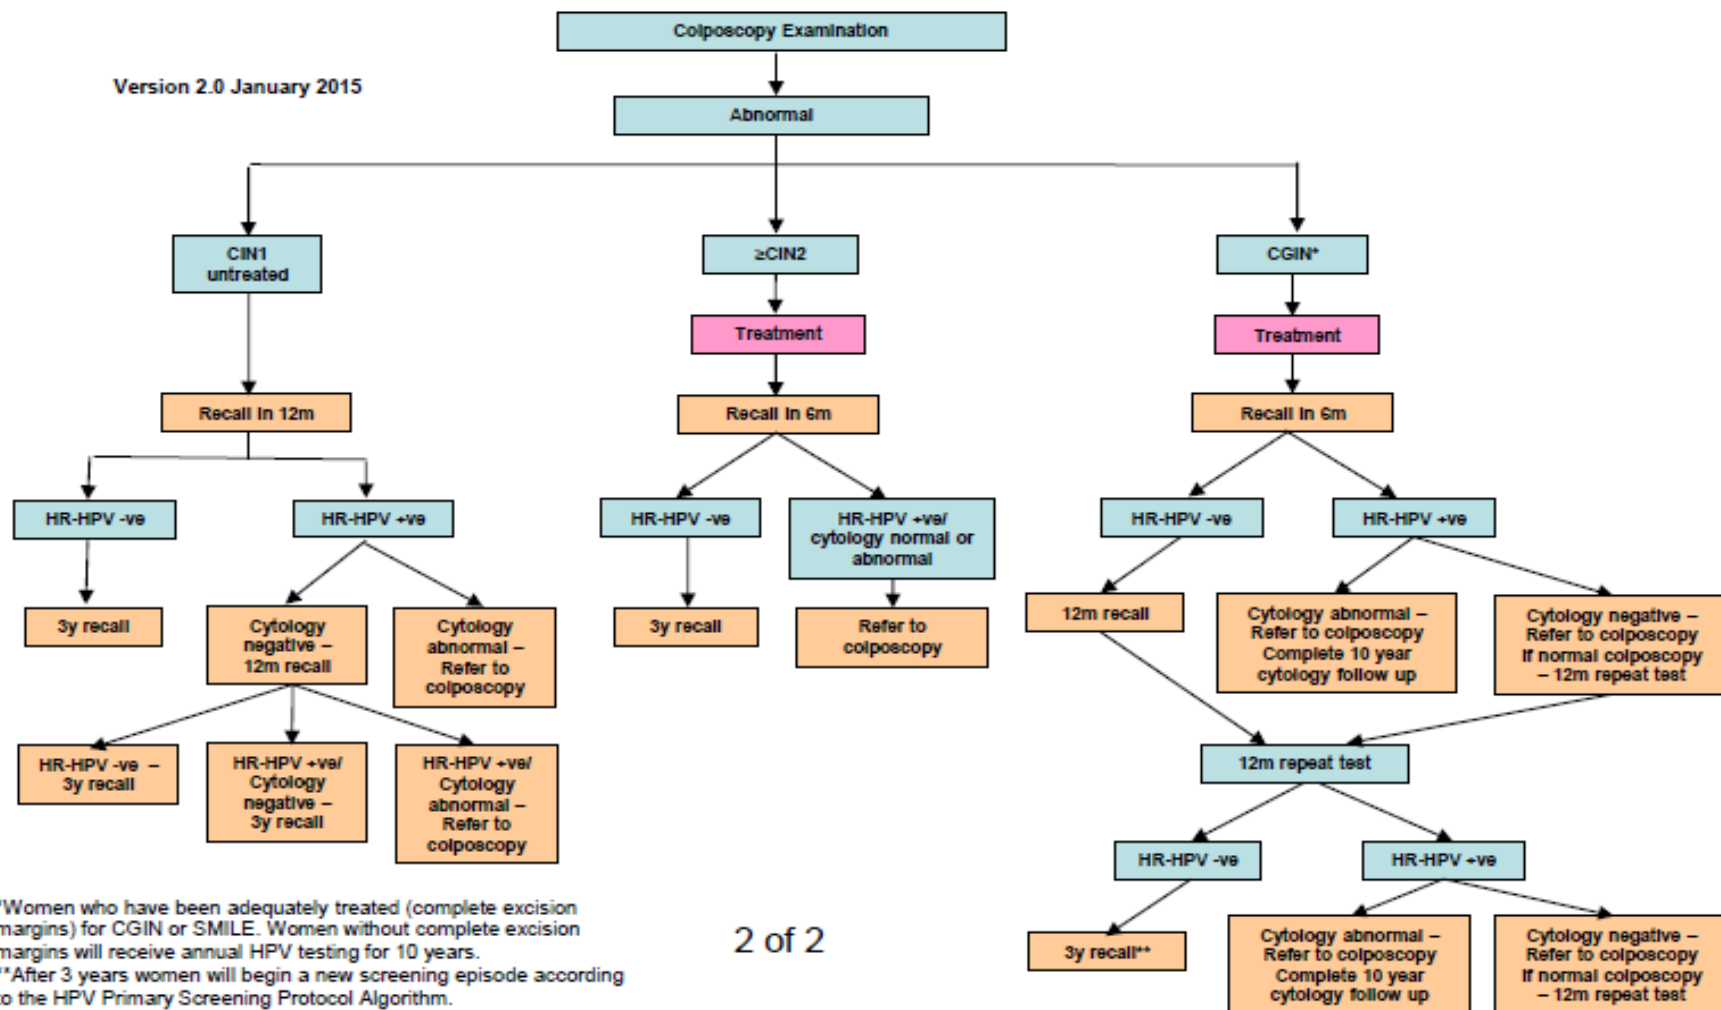 Colposcopy Examination
Version 2.0 January 2015
Abnormal
CIN1
untreated
≥CIN2
CGIN*
Treatment
Treatment
Recall in 12m
Recall in 6m
Recall in 6m
HR-HPV -ve
HR-HPV +ve
HR-HPV -ve
HR-HPV +ve/
cytology normal or
abnormal
HR-HPV -ve
HR-HPV +ve
3y recall
Cytology
negative –
12m recall
Cytology
abnormal –
Refer to
colposcopy
3y recall
Refer to
colposcopy
12m recall
Cytology abnormal –
Refer to colposcopy
Complete 10 year
cytology follow up
Cytology negative –
Refer to colposcopy
If normal colposcopy
– 12m repeat test
HR-HPV -ve –
3y recall
HR-HPV +ve/
Cytology
negative –
3y recall
HR-HPV +ve/
Cytology
abnormal –
Refer to
colposcopy
12m repeat test
HR-HPV -ve
HR-HPV +ve
3y recall**
Cytology abnormal –
Refer to colposcopy
Complete 10 year
cytology follow up
Cytology negative –
Refer to colposcopy
If normal colposcopy
– 12m repeat test
*Women who have been adequately treated (complete excision
margins) for CGIN or SMILE. Women without complete excision
margins will receive annual HPV testing for 10 years.
**After 3 years women will begin a new screening episode according
to the HPV Primary Screening Protocol Algorithm.
2 of 2